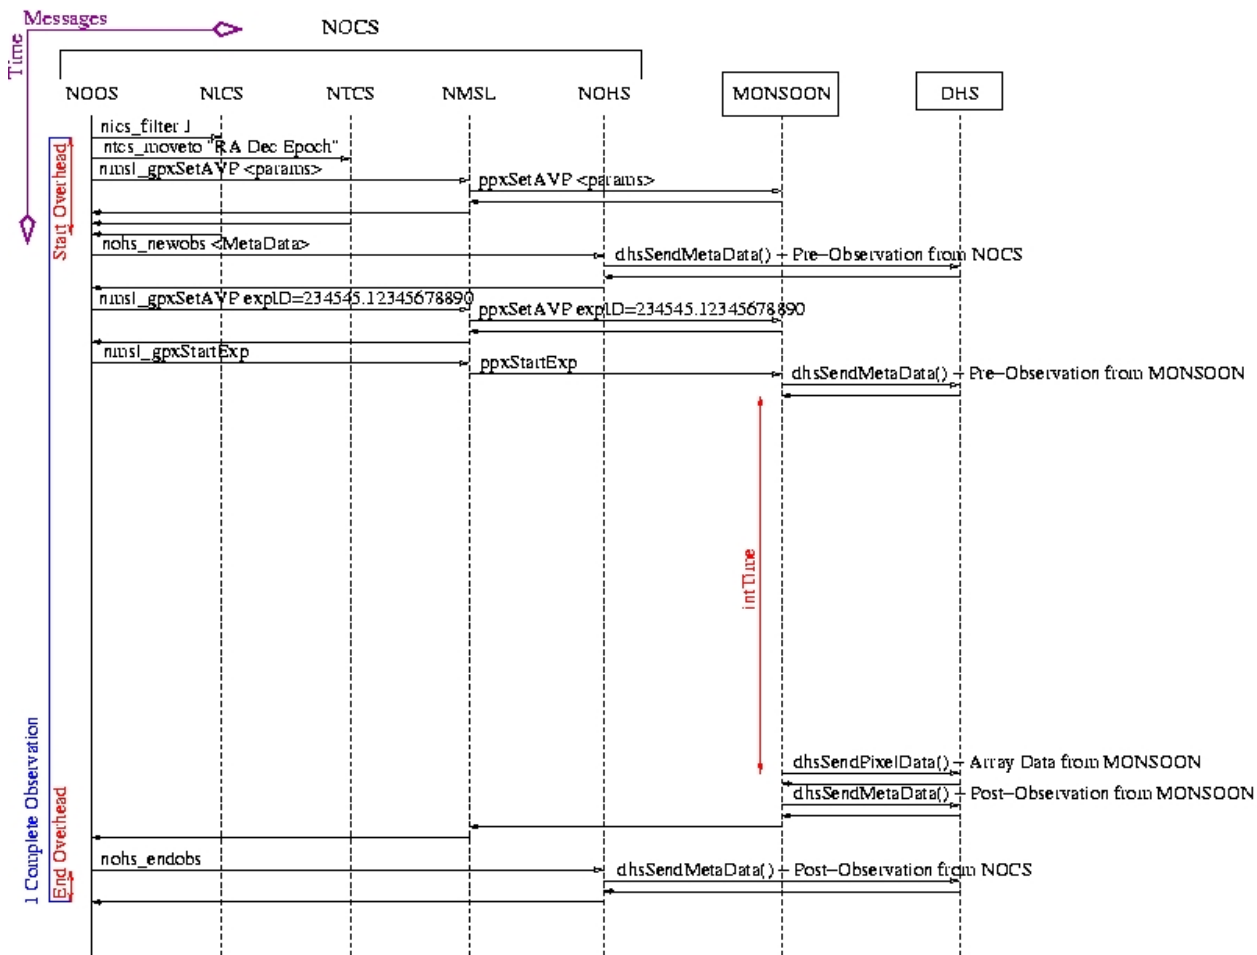 Messages
Time
NOCS
NOOS
NICS
NTCS
NMSL
NOHS
MONSOON
DHS
nics_filter J
ntcs_moveto "RA Dec Epoch"
nmsl_gpxSetAVP <params>
ppxSetAVP <params>
Start Overhead
nohs_newobs <MetaData>
dhsSendMetaData() – Pre–Observation from NOCS
nmsl_gpxSetAVP expID=234545.12345678890
ppxSetAVP expID=234545.12345678890
nmsl_gpxStartExp
ppxStartExp
dhsSendMetaData() – Pre–Observation from MONSOON
intTime
dhsSendPixelData() – Array Data from MONSOON
dhsSendMetaData() – Post–Observation from MONSOON
1 Complete Observation
End Overhead
nohs_endobs
dhsSendMetaData() – Post–Observation from NOCS